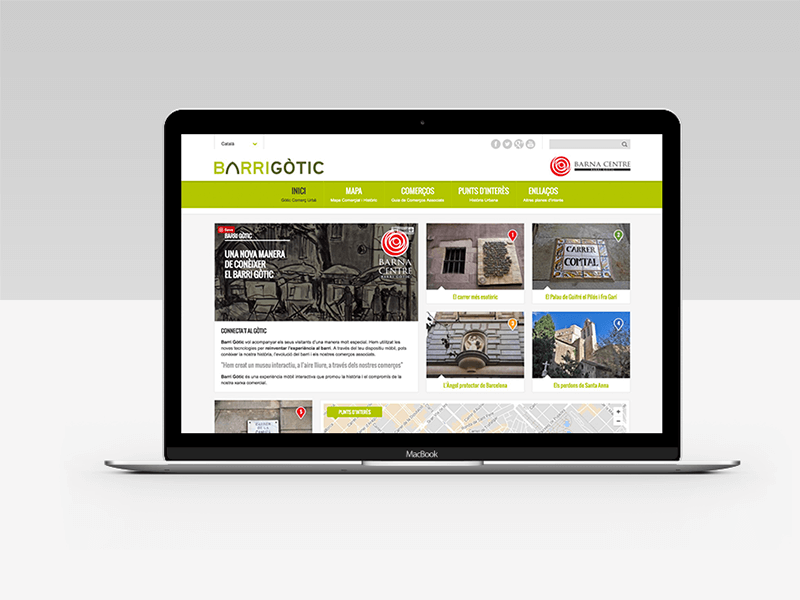 Català
BARRIGÒTIC
BARNA CENTRE
BARRI GÒTIC
INICI
Gòtic Comerç Urbà
MAPA
Mapa Comerçial i Històric
COMERÇOS
Guia de Comerços Associats
PUNTS D'INTERÈS
Història Urbana
ENLLAÇOS
Altres planes d'interès
Save
BARRI GÒTIC
UNA NOVA MANERA
DE CONÈIXER
EL BARRI GÒTIC
BARNA
CENTRE
BARRI GÒTIC
1
El carrer més esotèric
2
CARRER
COMTAL
El Palau de Guifré el Pilós i Fra Garí
CONNECTA'T AL GÒTIC
Barri Gòtic vol acompanyar els seus visitants d'una manera molt especial. Hem utilitzat les
noves tecnologies per reinventar l'experiència al barri. A través del teu dispositiu mòbil, pots
conèixer la nostra història, l'evolució del barri i els nostres comerços associats.
"Hem creat un museu interactiu, a l'aire lliure, a través dels nostres comerços"
Barri Gòtic és una experiència mòbil interactiva que promou la història i el compromís de la
nostra xarxa comercial.
3
L'Àngel protector de Barcelona
4
Els perdons de Santa Anna
PUNTS D'INTERÈS
+
-
MacBook